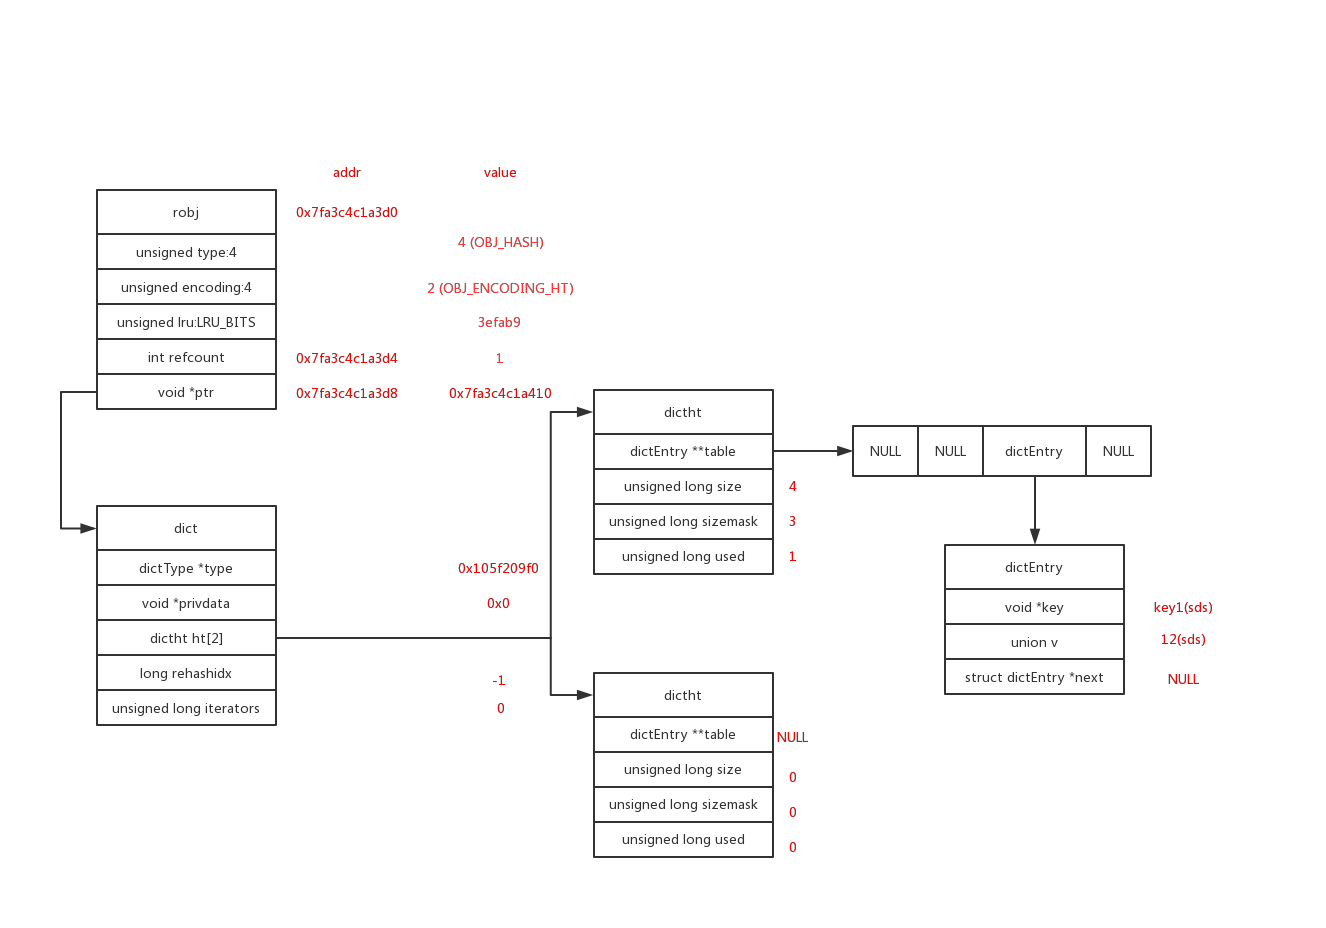 addr
value
robj
0x7fa3c4c1a3d0
unsigned type:4
4 (OBJ_HASH)
unsigned encoding:4
2 (OBJ_ENCODING_HT)
unsigned lru:LRU_BITS
3efab9
int refcount
0x7fa3c4c1a3d4
1
void *ptr
0x7fa3c4c1a3d8
0x7fa3c4c1a410
dict
dictType *type
0x105f209f0
void *privdata
0x0
dictht ht[2]
long rehashidx
-1
unsigned long iterators
0
dictht
dictEntry **table
unsigned long size
4
unsigned long sizemask
3
unsigned long used
1
NULL
NULL
dictEntry
NULL
dictEntry
void *key
key1(sds)
union v
12(sds)
struct dictEntry *next
NULL
dictht
dictEntry **table
NULL
unsigned long size
0
unsigned long sizemask
0
unsigned long used
0